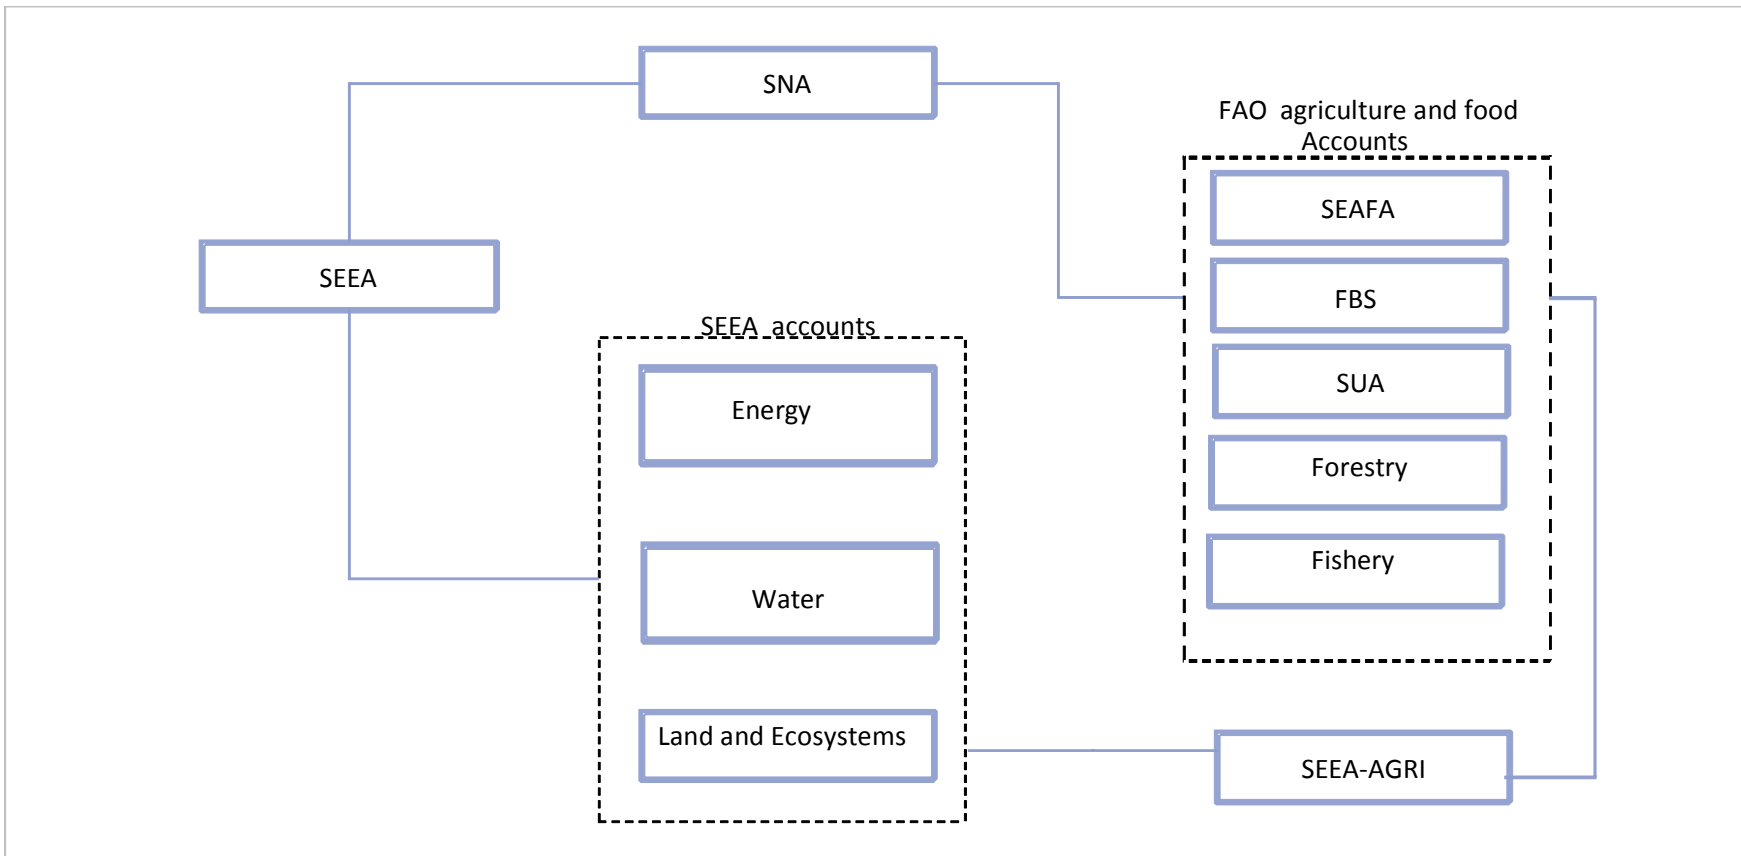 SNA
FAO agriculture and food
Accounts
SEAFA
SEEA
FBS
SEEA accounts
SUA
Energy
Forestry
Fishery
Water
Land and Ecosystems
SEEA-AGRI